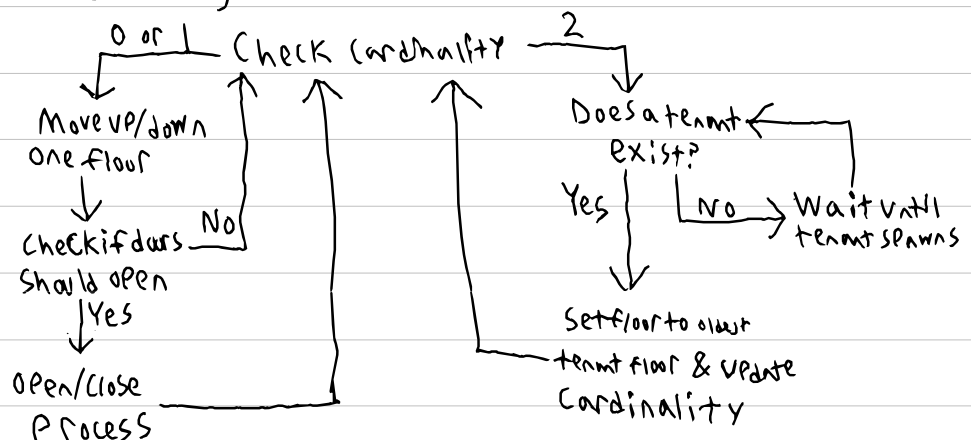 0 or 1
Check Cardnality
2
Move up/down
one floor
Does a tenant
exist?
Yes
No
Wait until
tenant spawns
No
Check if doors
should open
Yes
Set floor to oldest
tenant floor & update
Cardinality
open/close
process